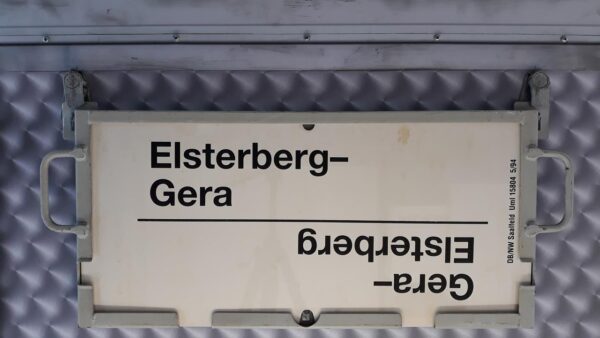 Elsterberg–
Gera
Gera–
Elsterberg
DB/NW Saalfeld Uml 15804 5/94